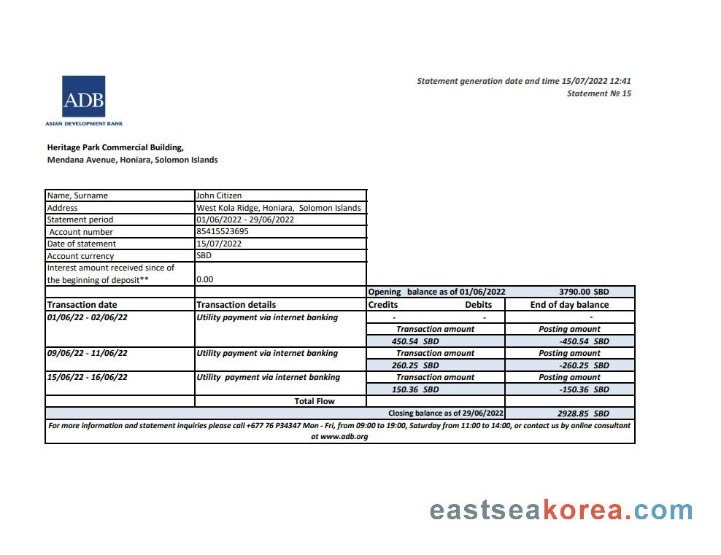 Statement generation date and time 15/07/2022 12:41
Statement № 15
ADB
ASIAN DEVELOPMENT BANK
Heritage Park Commercial Building,
Mendana Avenue, Honiara, Solomon Islands
Name, Surname John Citizen
Address West Kola Ridge, Honiara, Solomon Islands
Statement period 01/06/2022 - 29/06/2022
Account number 85415523695
Date of statement 15/07/2022
Account currency SBD
Interest amount received since of
the beginning of deposit** 0.00
Opening balance as of 01/06/2022 3790.00 SBD
Transaction date Transaction details Credits Debits End of day balance
01/06/22 - 02/06/22 Utility payment via internet banking - - -
Transaction amount Posting amount
450.54 SBD -450.54 SBD
09/06/22 - 11/06/22 Utility payment via internet banking Transaction amount Posting amount
260.25 SBD -260.25 SBD
15/06/22 - 16/06/22 Utility payment via internet banking Transaction amount Posting amount
150.36 SBD -150.36 SBD
Total Flow
Closing balance as of 29/06/2022 2928.85 SBD
For more information and statement inquiries please call +677 76 P34347 Mon - Fri, from 09:00 to 19:00, Saturday from 11:00 to 14:00, or contact us by online consultant
at www.adb.org
eastseakorea.com